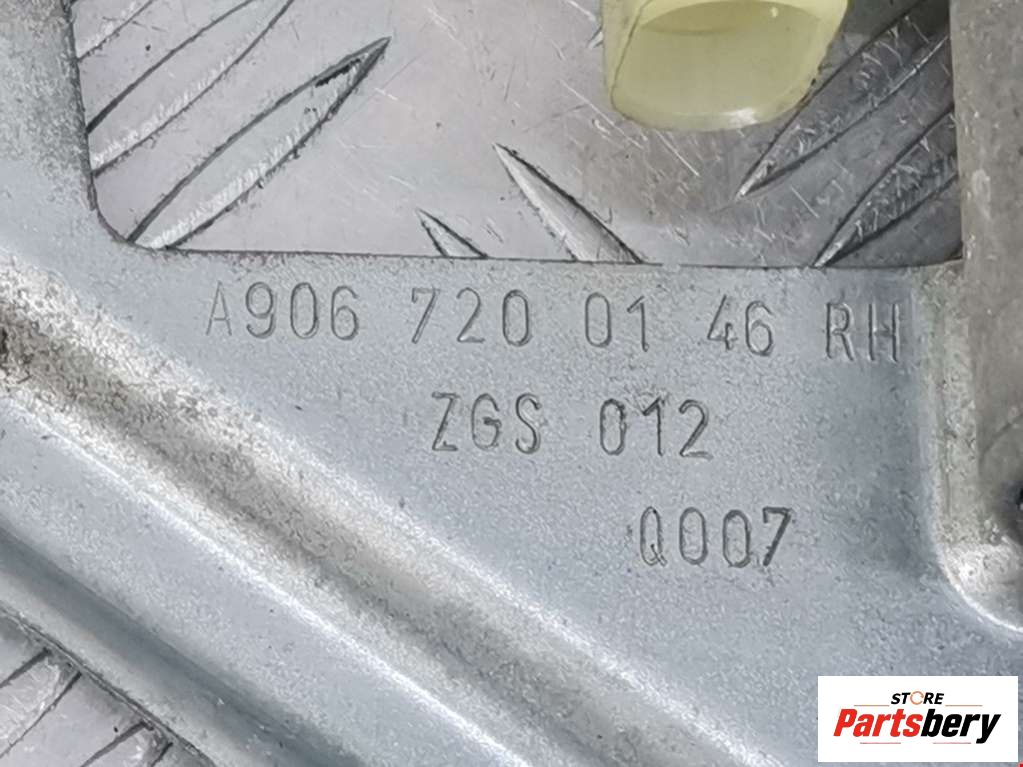 A906 720 01 46 RH
ZGS 012
Q007
STORE
Partsbery